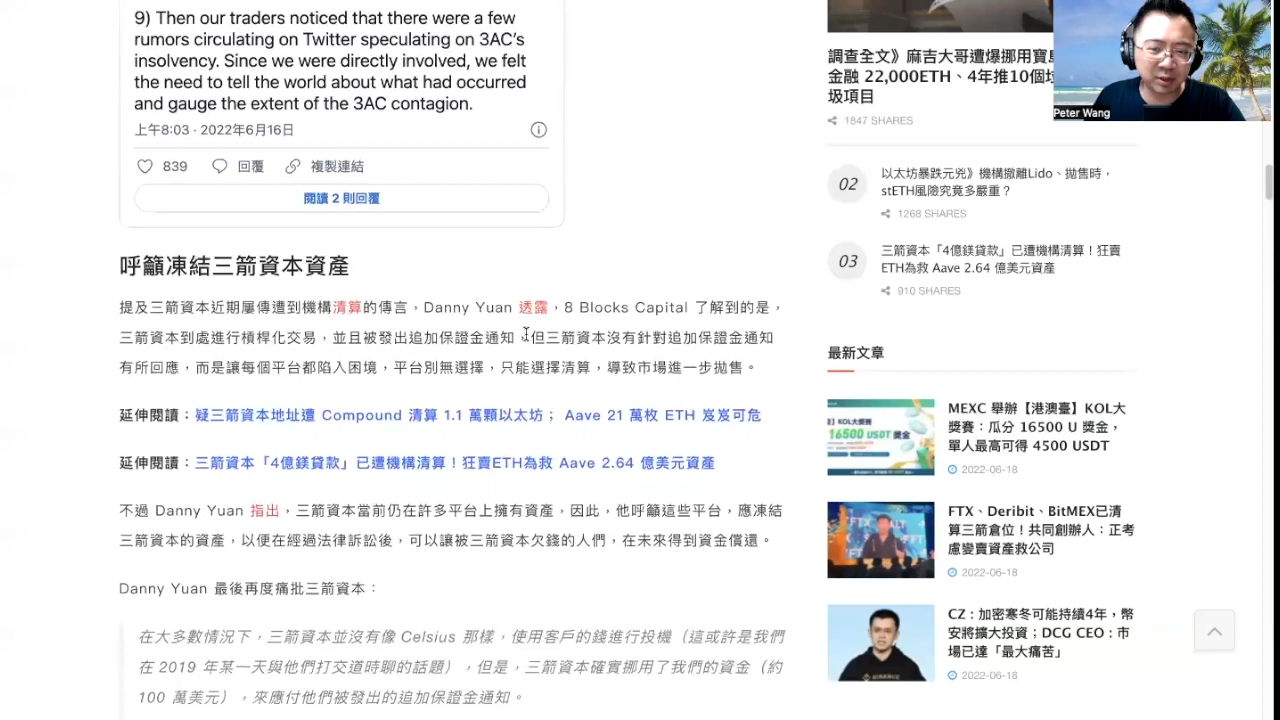 9) Then our traders noticed that there were a few
rumors circulating on Twitter speculating on 3AC's
insolvency. Since we were directly involved, we felt
the need to tell the world about what had occurred
and gauge the extent of the 3AC contagion.
上午8:03 · 2022年6月16日
839 回覆 複製連結
閱讀 2 則回覆
呼籲凍結三箭資本資產
提及三箭資本近期屢傳遭到機構清算的傳言，Danny Yuan 透露，8 Blocks Capital 了解到的是，
三箭資本到處進行槓桿化交易，並且被發出追加保證金通知，但三箭資本沒有針對追加保證金通知
有所回應，而是讓每個平台都陷入困境，平台別無選擇，只能選擇清算，導致市場進一步拋售。
延伸閱讀：疑三箭資本地址遭 Compound 清算 1.1 萬顆以太坊； Aave 21 萬枚 ETH 岌岌可危
延伸閱讀：三箭資本「4億鎂貸款」已遭機構清算！狂賣ETH為救 Aave 2.64 億美元資產
不過 Danny Yuan 指出，三箭資本當前仍在許多平台上擁有資產，因此，他呼籲這些平台，應凍結
三箭資本的資產，以便在經過法律訴訟後，可以讓被三箭資本欠錢的人們，在未來得到資金償還。
Danny Yuan 最後再度痛批三箭資本：
在大多數情況下，三箭資本並沒有像 Celsius 那樣，使用客戶的錢進行投機（這或許是我們
在 2019 年某一天與他們打交道時聊的話題），但是，三箭資本確實挪用了我們的資金（約
100 萬美元），來應付他們被發出的追加保證金通知。
調查全文》麻吉大哥遭爆挪用寶
金融 22,000ETH、4年推10個
圾項目
1847 SHARES
Peter Wang
02
以太坊暴跌元兇》機構撤離Lido、拋售時，
stETH風險究竟多嚴重？
1268 SHARES
03
三箭資本「4億鎂貸款」已遭機構清算！狂賣
ETH為救 Aave 2.64 億美元資產
910 SHARES
最新文章
】KOL大獎賽
16500 USDT 獎金
MEXC 舉辦【港澳臺】KOL大
獎賽：瓜分 16500 U 獎金，
單人最高可得 4500 USDT
2022-06-18
FTX、Deribit、BitMEX已清
算三箭倉位！共同創辦人：正考
慮變賣資產救公司
2022-06-18
CZ : 加密寒冬可能持續4年，幣
安將擴大投資；DCG CEO : 市
場已達「最大痛苦」
2022-06-18